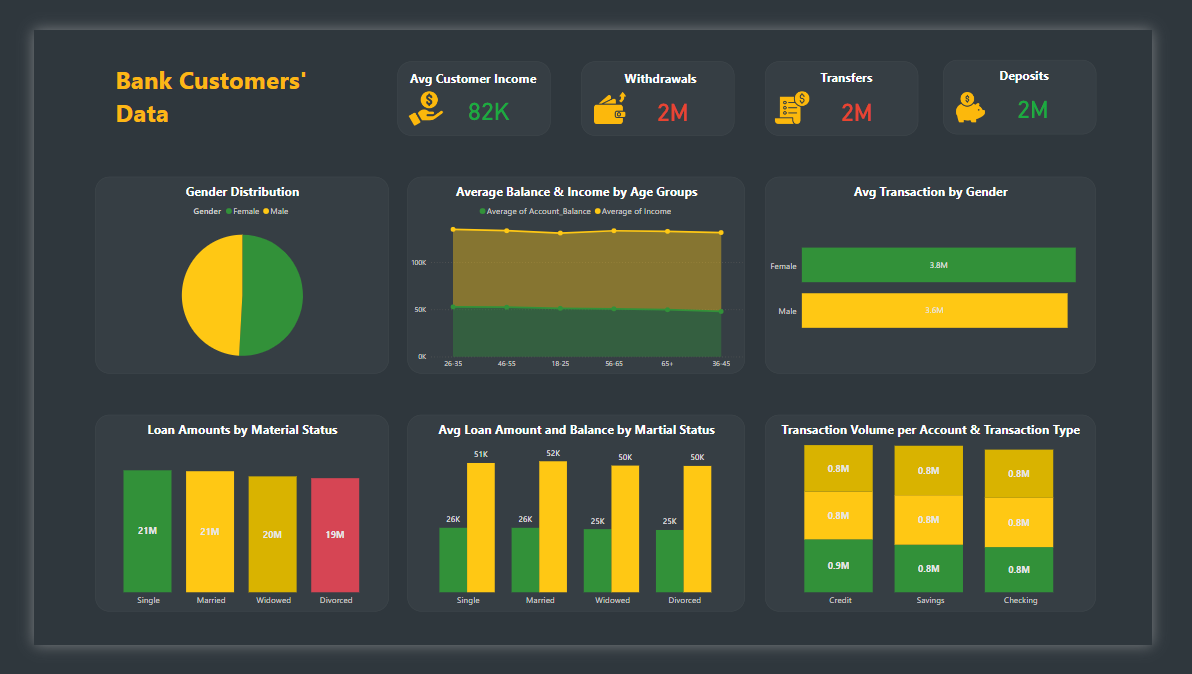 Bank Customers'
Data
Avg Customer Income
82K
Withdrawals
2M
Transfers
2M
Deposits
2M
Gender Distribution
Gender Female Male
Average Balance & Income by Age Groups
Average of Account_Balance Average of Income
100K
50K
0K
26-35 46-55 18-25 56-65 65+ 36-45
Avg Transaction by Gender
Female 3.8M
Male 3.6M
Loan Amounts by Material Status
21M 21M 20M 19M
Single Married Widowed Divorced
Avg Loan Amount and Balance by Martial Status
51K 52K 50K 50K
26K 26K 25K 25K
Single Married Widowed Divorced
Transaction Volume per Account & Transaction Type
0.8M 0.8M 0.8M
0.8M 0.8M 0.8M
0.9M 0.8M 0.8M
Credit Savings Checking